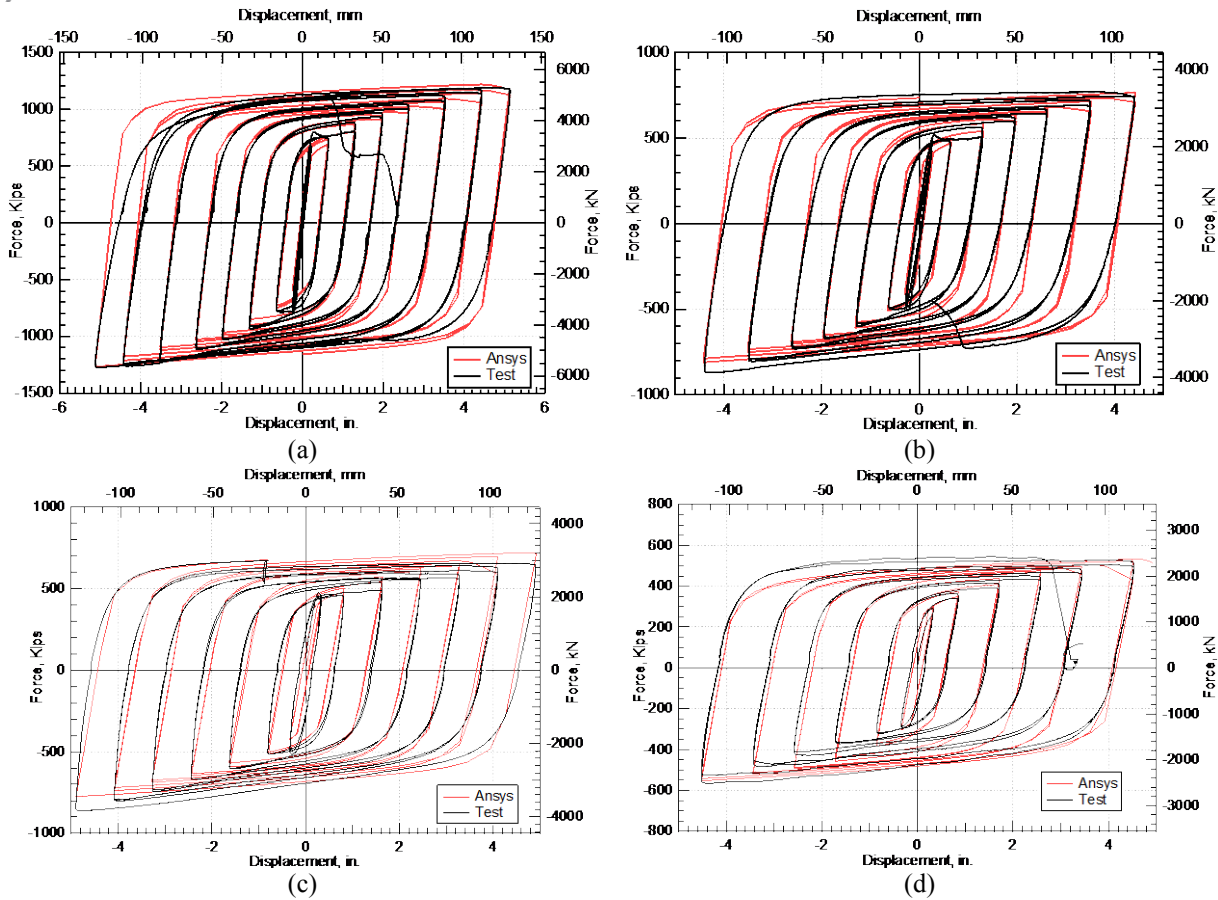 Displacement, mm
-150 -100 -50 0 50 100 150
1500
1000
500
0
-500
-1000
-1500
Force, Kips
6000
4000
2000
0
-2000
-4000
-6000
Force, kN
Ansys
Test
-6 -4 -2 0 2 4 6
Displacement, in.
(a)
Displacement, mm
-100 -50 0 50 100
1000
500
0
-500
-1000
Force, Kips
4000
2000
0
-2000
-4000
Force, kN
Ansys
Test
-4 -2 0 2 4
Displacement, in.
(b)
Displacement, mm
-100 -50 0 50 100
1000
500
0
-500
-1000
Force, Kips
4000
2000
0
-2000
-4000
Force, kN
Ansys
Test
-4 -2 0 2 4
Displacement, in.
(c)
Displacement, mm
-100 -50 0 50 100
800
600
400
200
0
-200
-400
-600
-800
Force, Kips
3000
2000
1000
0
-1000
-2000
-3000
Force, kN
Ansys
Test
-4 -2 0 2 4
Displacement, in.
(d)